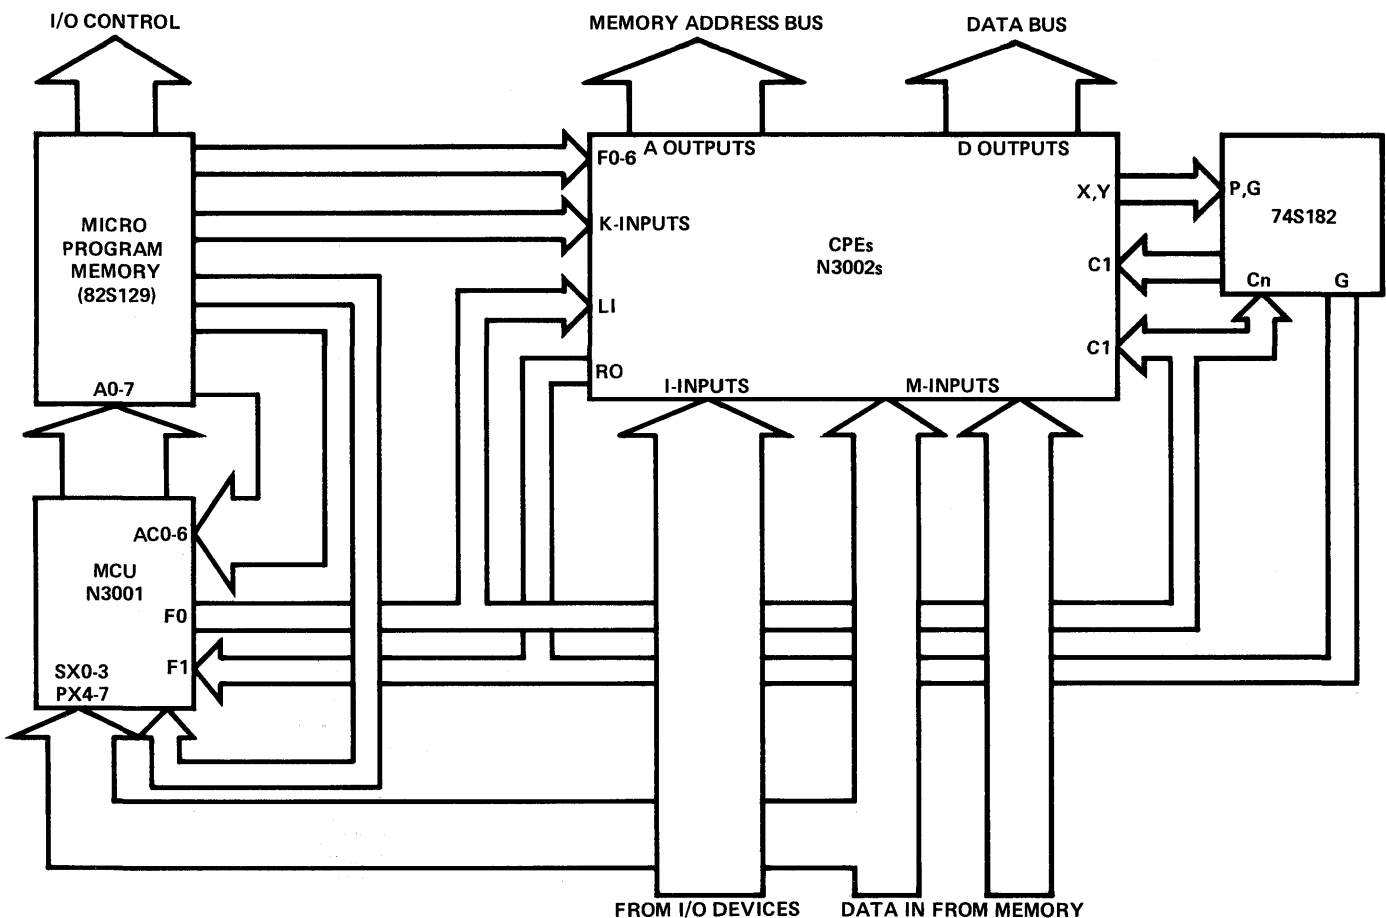 I/O CONTROL
MEMORY ADDRESS BUS
DATA BUS
F0-6
A OUTPUTS
D OUTPUTS
X,Y
P,G
74S182
K-INPUTS
MICRO
PROGRAM
MEMORY
(82S129)
CPEs
N3002s
C1
Cn
G
LI
C1
RO
I-INPUTS
M-INPUTS
A0-7
AC0-6
MCU
N3001
F0
F1
SX0-3
PX4-7
FROM I/O DEVICES
DATA IN FROM MEMORY